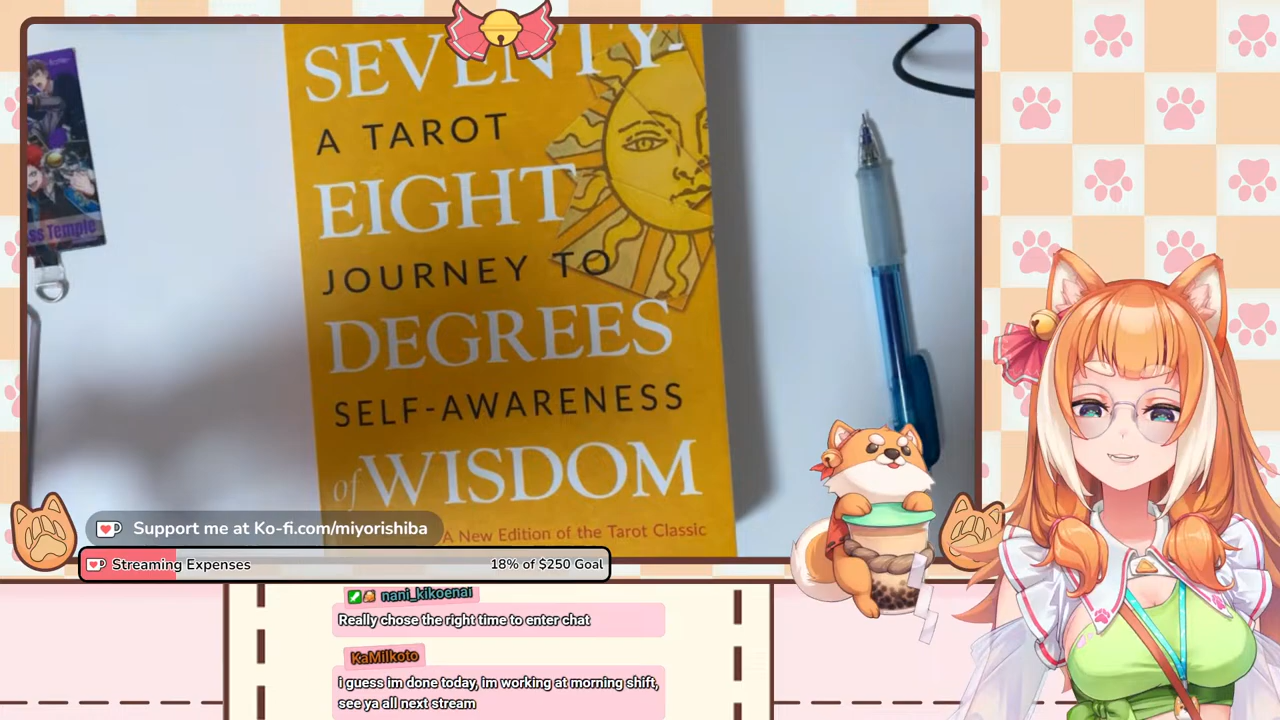 SEVENTY-
A TAROT
EIGHT
JOURNEY TO
DEGREES
SELF-AWARENESS
of WISDOM
A New Edition of the Tarot Classic
ss Temple
Support me at Ko-fi.com/miyorishiba
Streaming Expenses
18% of $250 Goal
nani_kikoenai
Really chose the right time to enter chat
KaMilkoto
i guess im done today, im working at morning shift,
see ya all next stream